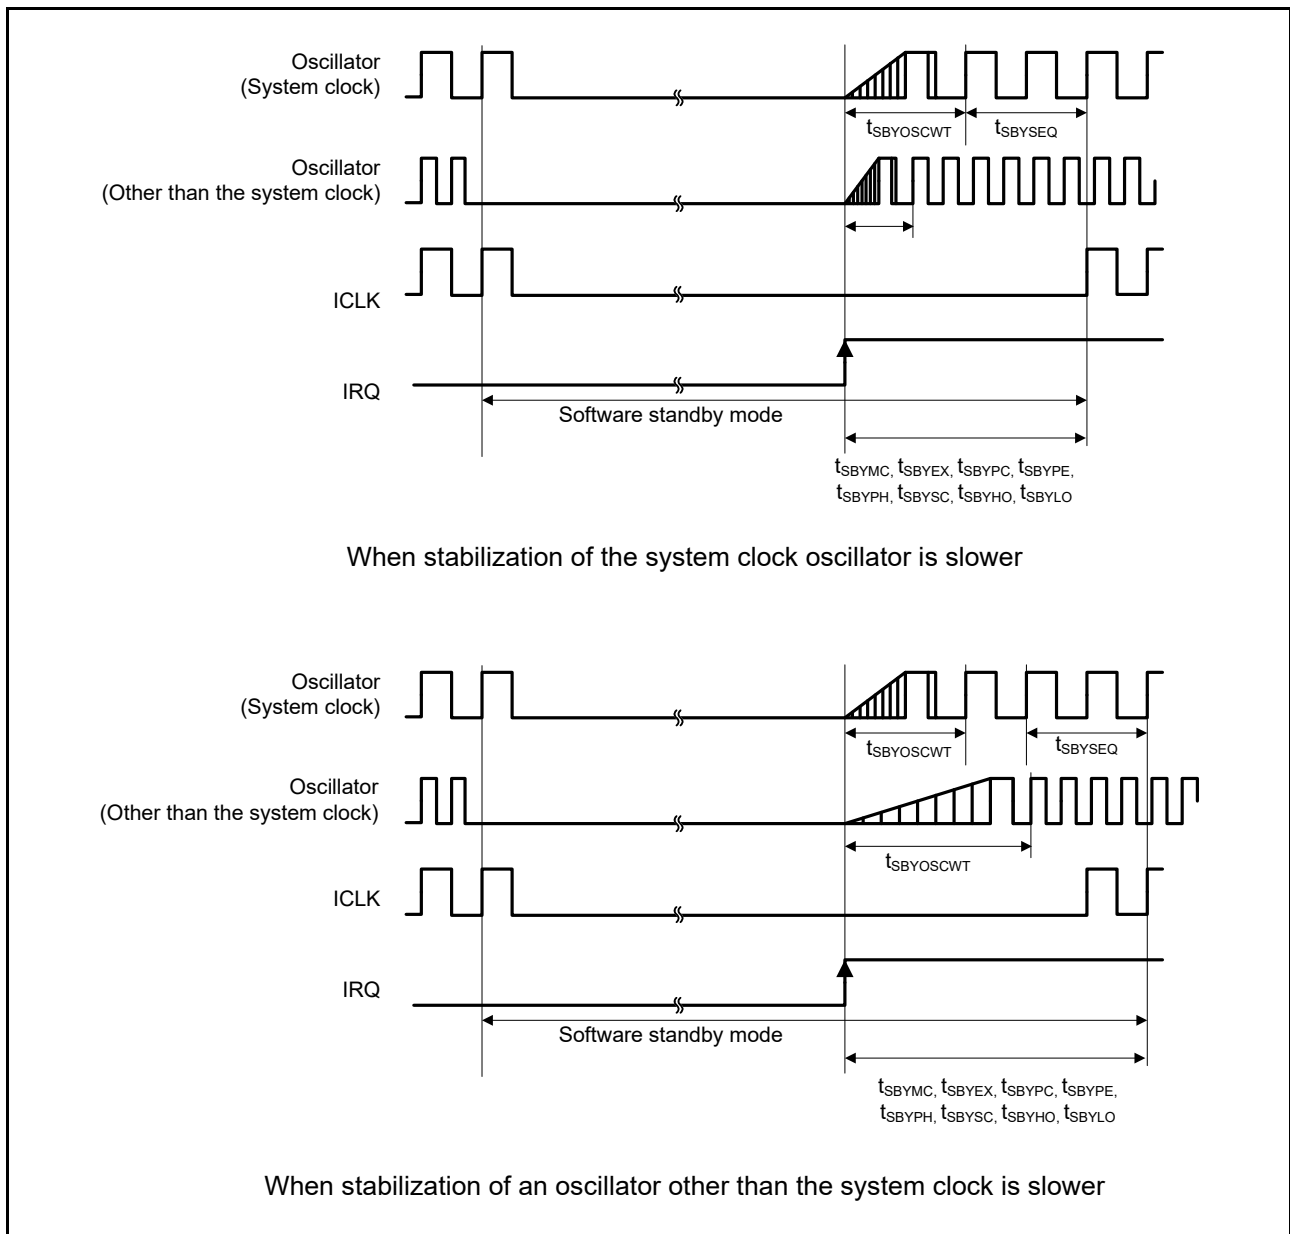 Oscillator
(System clock)
tSBYOSCWT
tSBYSEQ
Oscillator
(Other than the system clock)
ICLK
IRQ
Software standby mode
tSBYMC, tSBYEX, tSBYPC, tSBYPE,
tSBYPH, tSBYSC, tSBYHO, tSBYLO
When stabilization of the system clock oscillator is slower
Oscillator
(System clock)
tSBYOSCWT
tSBYSEQ
Oscillator
(Other than the system clock)
tSBYOSCWT
ICLK
IRQ
Software standby mode
tSBYMC, tSBYEX, tSBYPC, tSBYPE,
tSBYPH, tSBYSC, tSBYHO, tSBYLO
When stabilization of an oscillator other than the system clock is slower